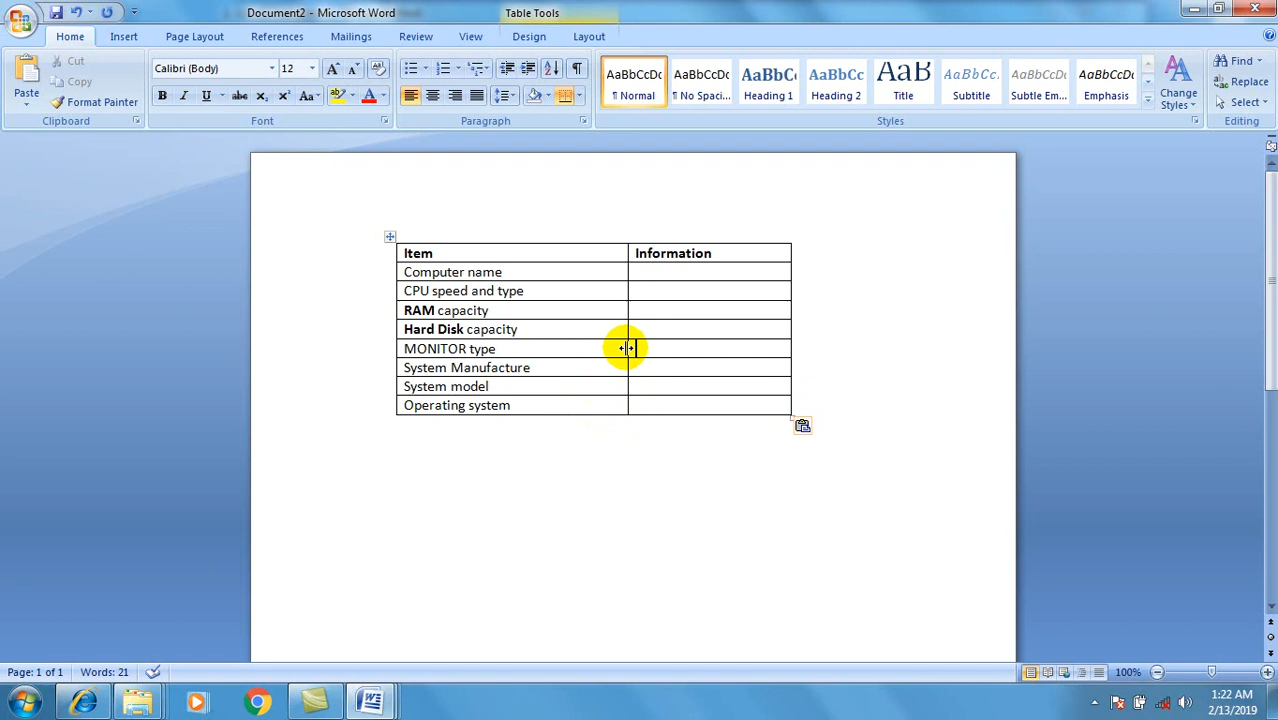 Document2 - Microsoft Word
Table Tools
Home Insert Page Layout References Mailings Review View Design Layout
Paste
Cut
Copy
Format Painter
Clipboard
Calibri (Body) 12
Font
Paragraph
AaBbCcDc AaBbCcDc AaBbC AaBbCc AaB AaBbCc. AaBbCcDc AaBbCcDc
¶ Normal ¶ No Spaci... Heading 1 Heading 2 Title Subtitle Subtle Em... Emphasis
Change Styles
Styles
Find
Replace
Select
Editing
Item Information
Computer name
CPU speed and type
RAM capacity
Hard Disk capacity
MONITOR type
System Manufacture
System model
Operating system
Page: 1 of 1 Words: 21 100%
1:22 AM
2/13/2019